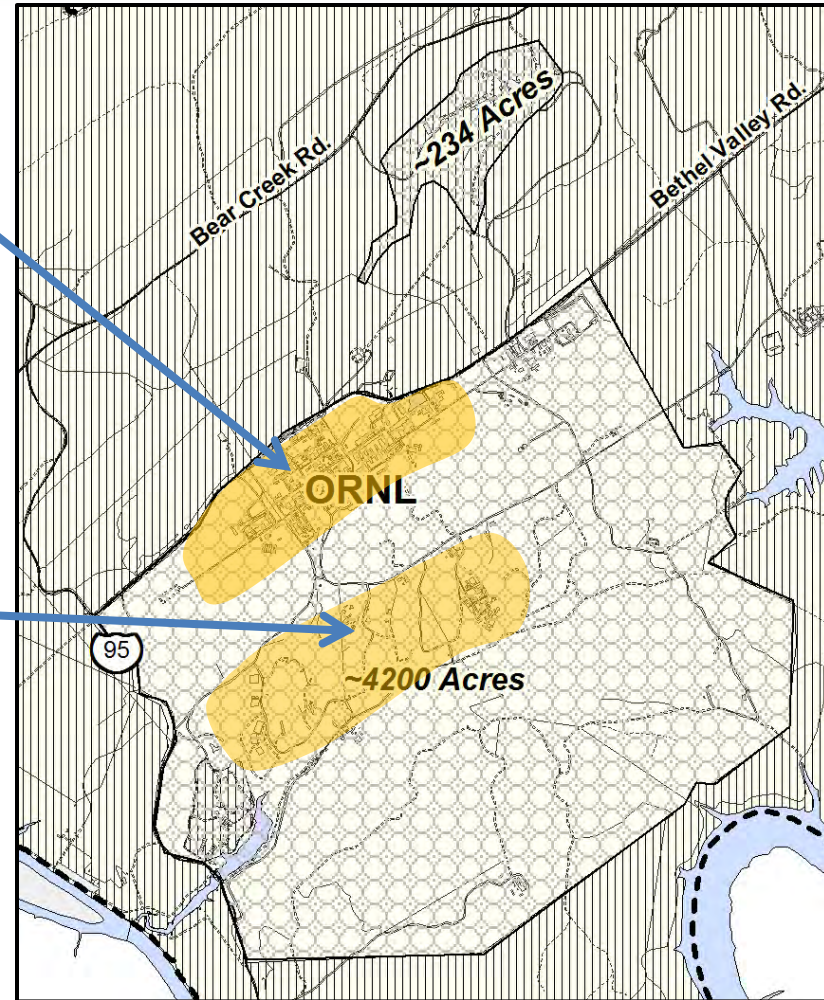 ~234 Acres
Bear Creek Rd.
Bethel Valley Rd.
ORNL
95
~4200 Acres